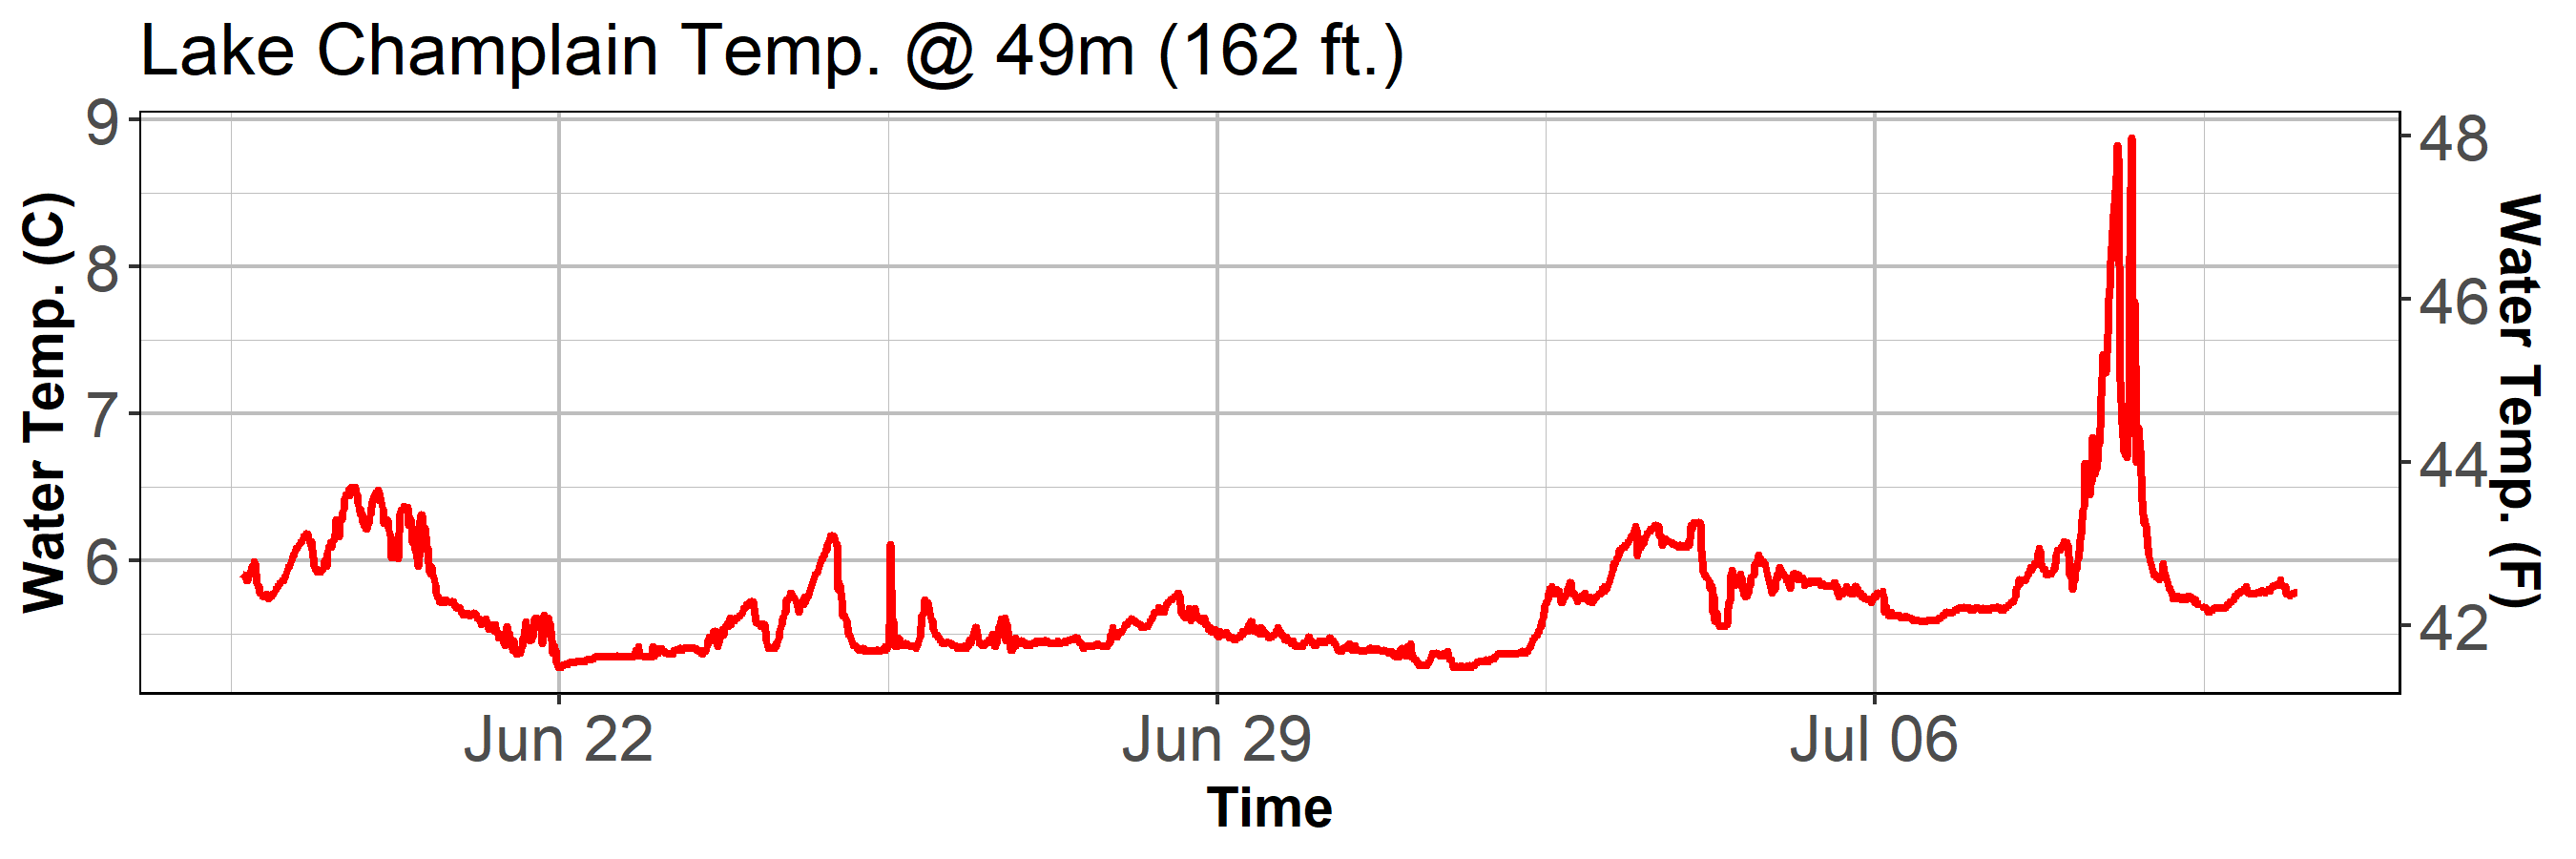 Lake Champlain Temp. @ 49m (162 ft.)
Water Temp. (C)
9
8
7
6
48
46
44
42
Water Temp. (F)
Jun 22
Jun 29
Jul 06
Time